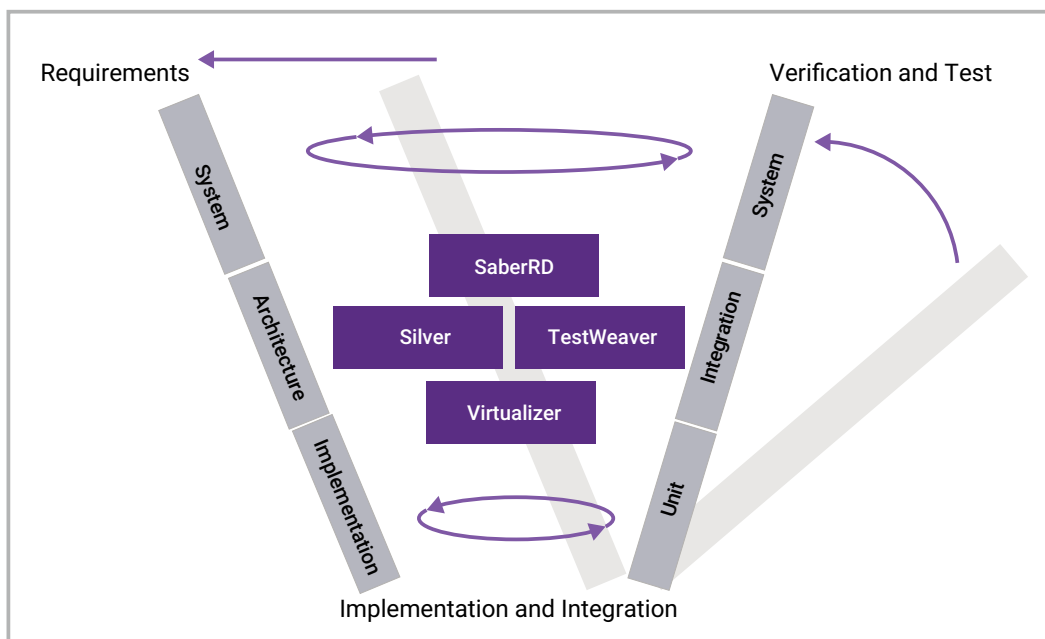 Requirements
Verification and Test
System
Architecture
Implementation
SaberRD
Silver
TestWeaver
Virtualizer
System
Integration
Unit
Implementation and Integration